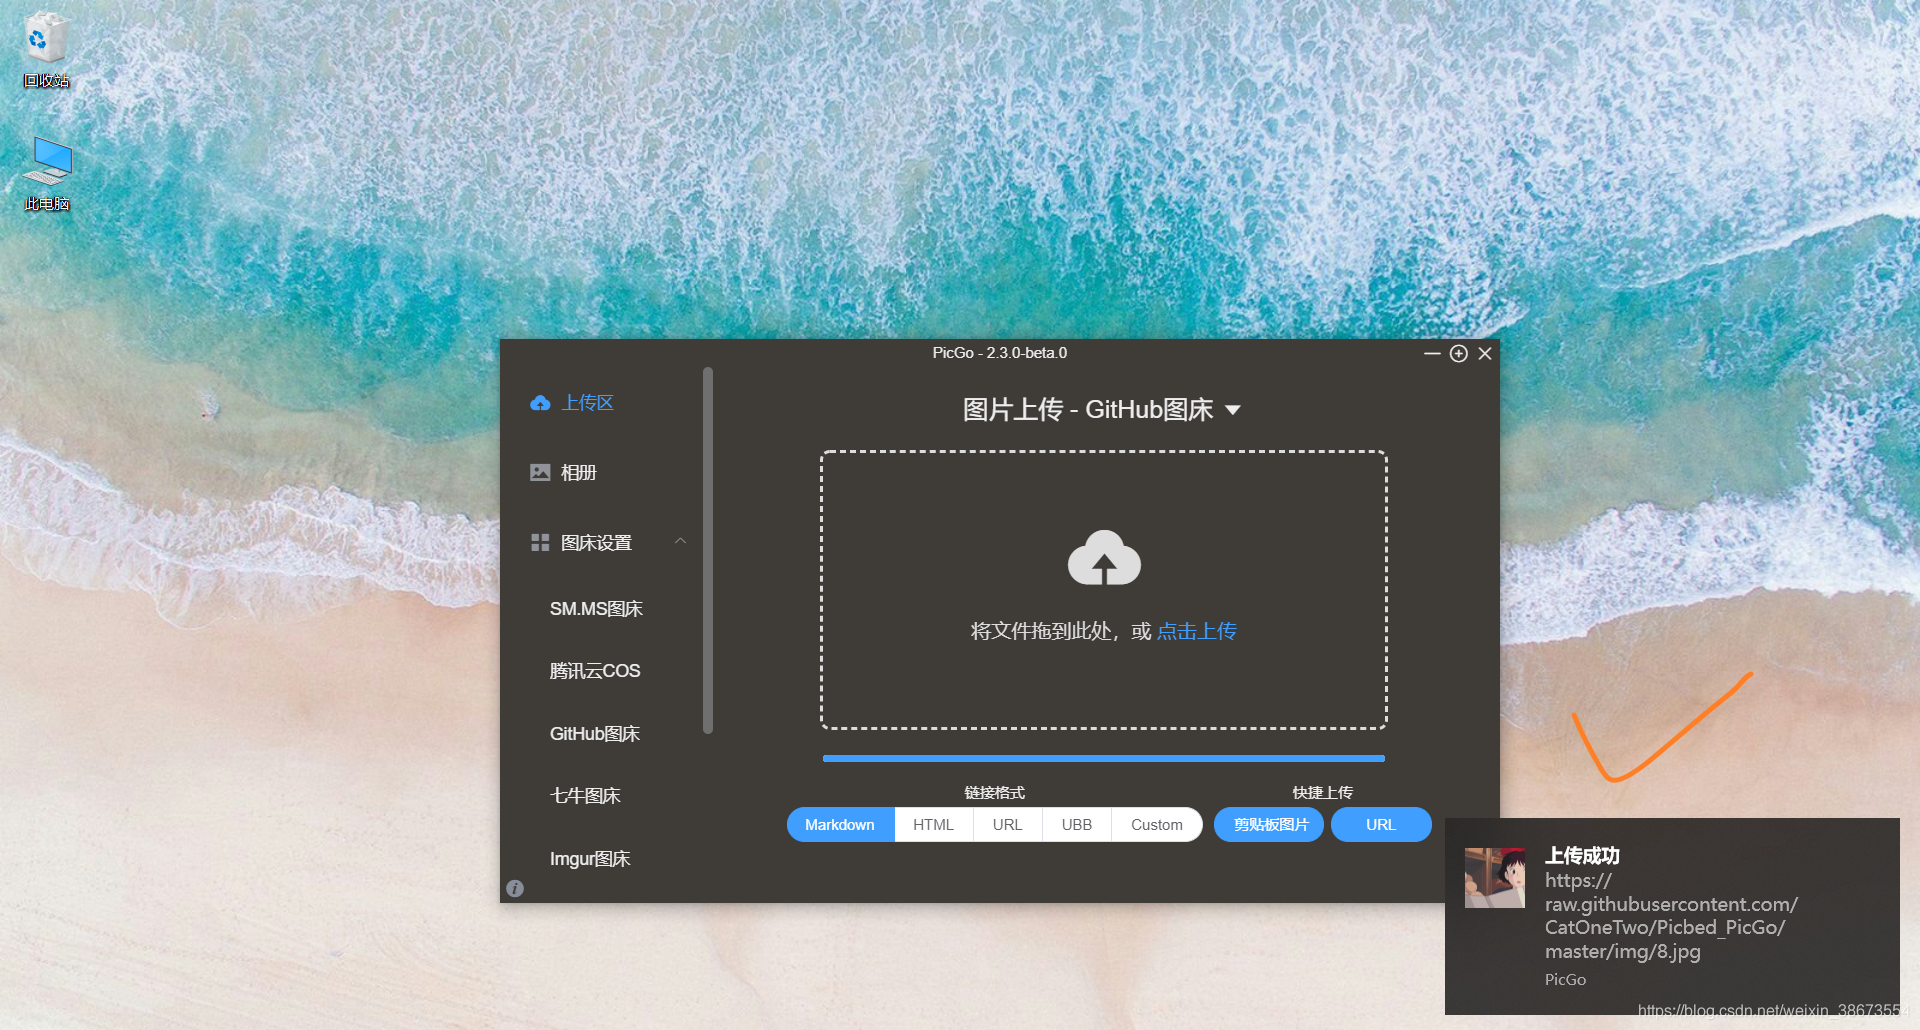 回收站
此电脑
PicGo - 2.3.0-beta.0
上传区
相册
图床设置
SM.MS图床
腾讯云COS
GitHub图床
七牛图床
Imgur图床
图片上传 - GitHub图床
将文件拖到此处，或 点击上传
链接格式
快捷上传
Markdown HTML URL UBB Custom
剪贴板图片 URL
上传成功
https://
raw.githubusercontent.com/
CatOneTwo/Picbed_PicGo/
master/img/8.jpg
PicGo